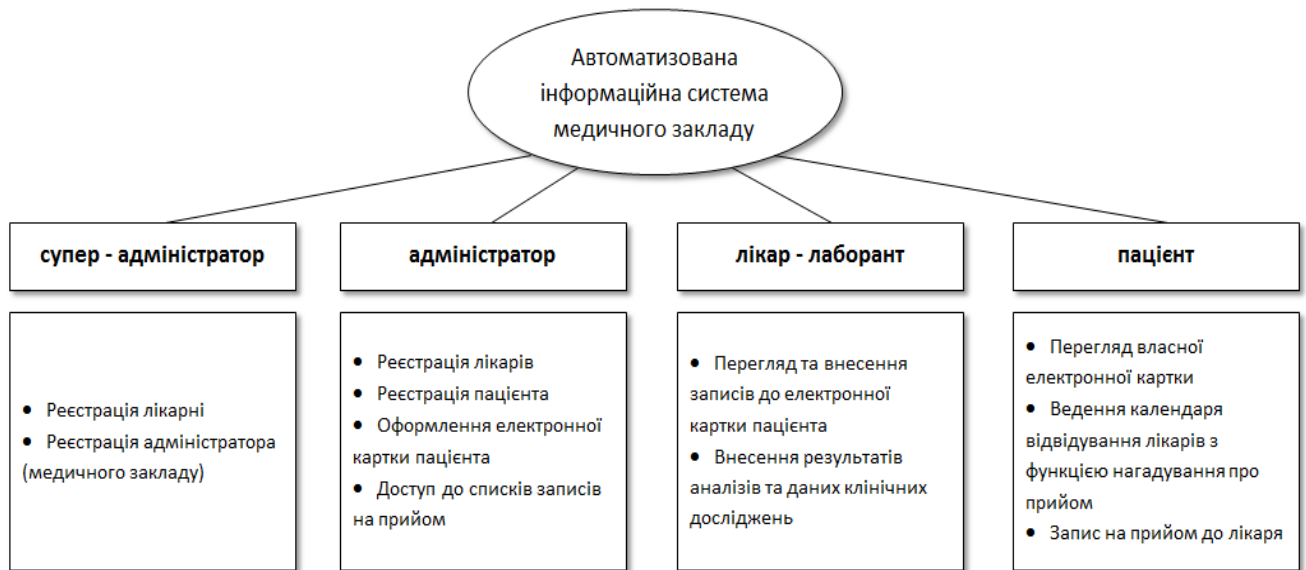 Автоматизована
інформаційна система
медичного закладу
супер - адміністратор
адміністратор
лікар - лаборант
пацієнт
• Реєстрація лікарні
• Реєстрація адміністратора
(медичного закладу)
• Реєстрація лікарів
• Реєстрація пацієнта
• Оформлення електронної
картки пацієнта
• Доступ до списків записів
на прийом
• Перегляд та внесення
записів до електронної
картки пацієнта
• Внесення результатів
аналізів та даних клінічних
досліджень
• Перегляд власної
електронної картки
• Ведення календаря
відвідування лікарів з
функцією нагадування про
прийом
• Запис на прийом до лікаря